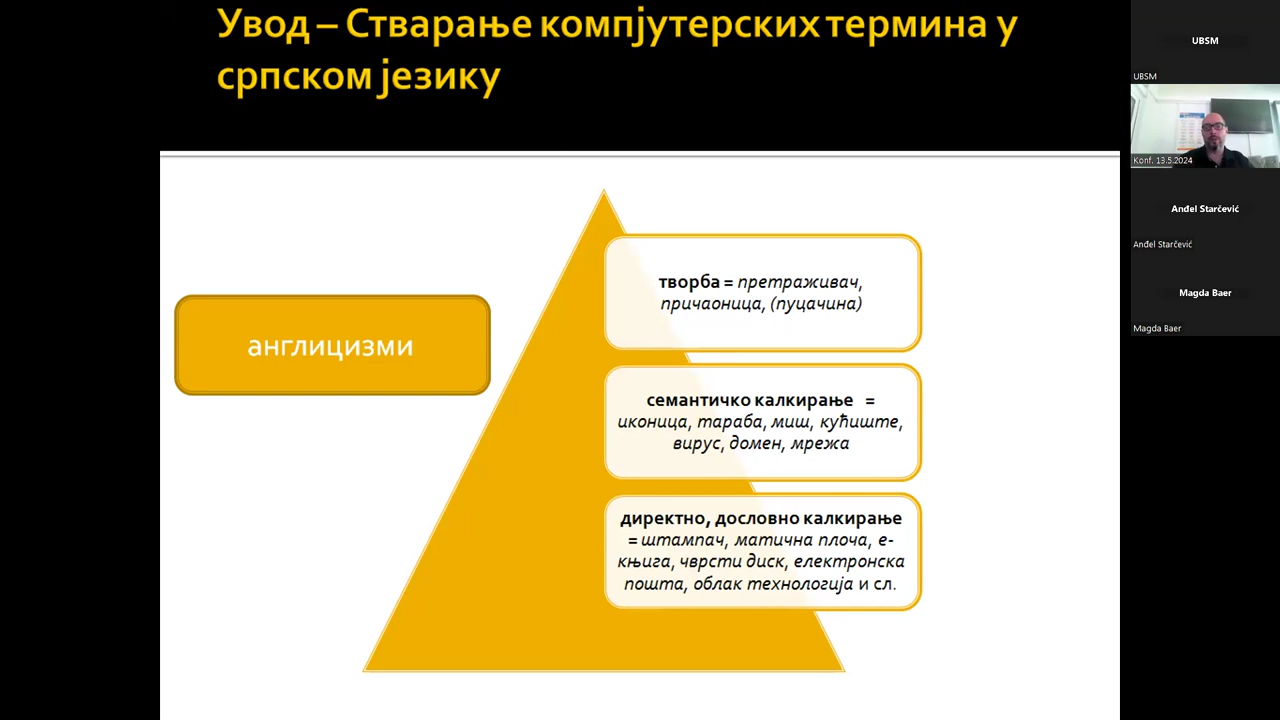 Увод – Стварање компјутерских термина у
српском језику
англицизми
творба = претраживач,
причаоница, (пуцачина)
семантичко калкирање =
иконица, тараба, миш, кућиште,
вирус, домен, мрежа
директно, дословно калкирање
= штампач, матична плоча, е-
књига, чврсти диск, електронска
пошта, облак технологија и сл.
UBSM
UBSM
Konf. 13.5.2024
Anđel Starčević
Anđel Starčević
Magda Baer
Magda Baer